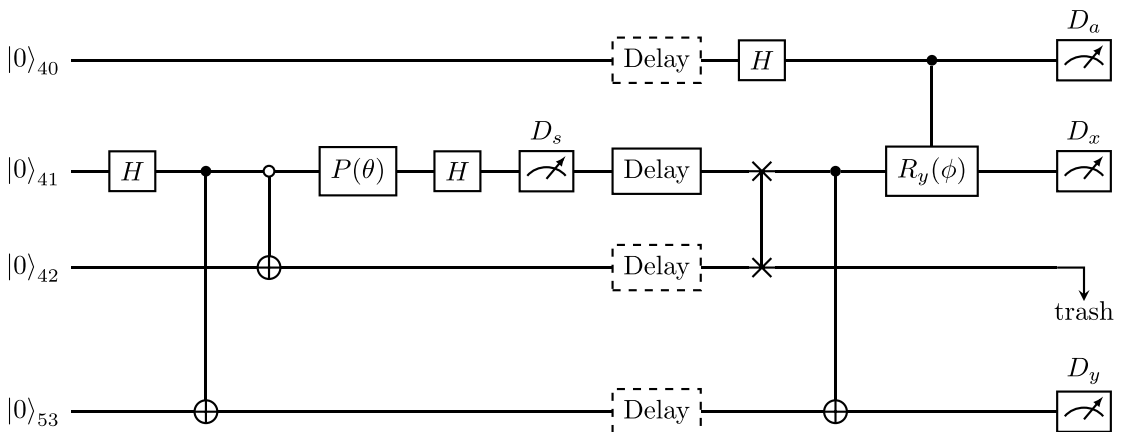 D_a
|0⟩_40 Delay H
D_s D_x
|0⟩_41 H P(θ) H Delay R_y(ϕ)
|0⟩_42 Delay
trash
D_y
|0⟩_53 Delay